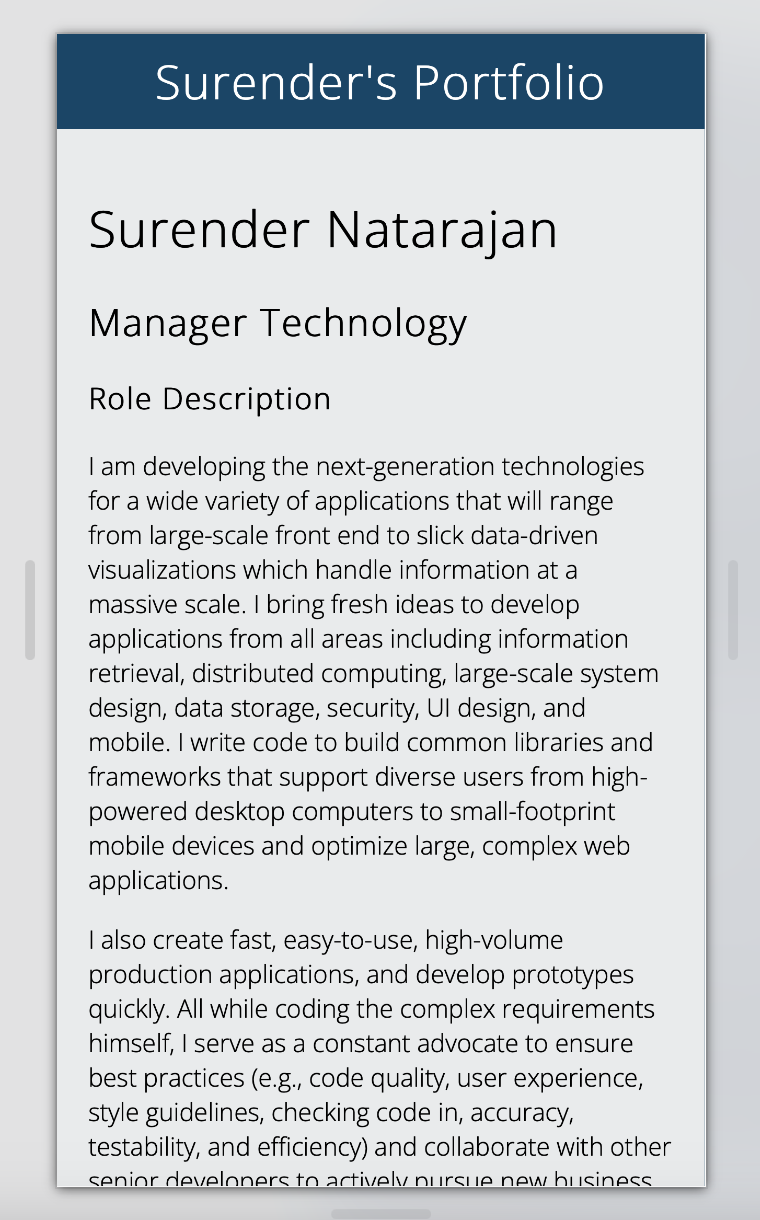 Surender's Portfolio
Surender Natarajan
Manager Technology
Role Description
I am developing the next-generation technologies
for a wide variety of applications that will range
from large-scale front end to slick data-driven
visualizations which handle information at a
massive scale. I bring fresh ideas to develop
applications from all areas including information
retrieval, distributed computing, large-scale system
design, data storage, security, UI design, and
mobile. I write code to build common libraries and
frameworks that support diverse users from high-
powered desktop computers to small-footprint
mobile devices and optimize large, complex web
applications.
I also create fast, easy-to-use, high-volume
production applications, and develop prototypes
quickly. All while coding the complex requirements
himself, I serve as a constant advocate to ensure
best practices (e.g., code quality, user experience,
style guidelines, checking code in, accuracy,
testability, and efficiency) and collaborate with other
senior developers to actively pursue new business